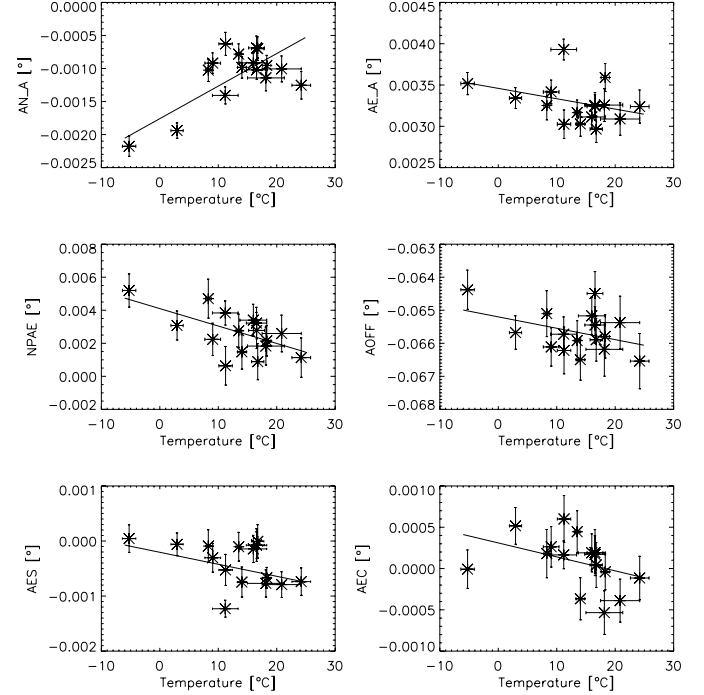 0.0000
−0.0005
−0.0010
−0.0015
−0.0020
−0.0025
AN_A [°]
−10 0 10 20 30
Temperature [°C]
0.0045
0.0040
0.0035
0.0030
0.0025
AE_A [°]
−10 0 10 20 30
Temperature [°C]
0.008
0.006
0.004
0.002
0.000
−0.002
NPAE [°]
−10 0 10 20 30
Temperature [°C]
−0.063
−0.064
−0.065
−0.066
−0.067
−0.068
AOFF [°]
−10 0 10 20 30
Temperature [°C]
0.001
0.000
−0.001
−0.002
AES [°]
−10 0 10 20 30
Temperature [°C]
0.0010
0.0005
0.0000
−0.0005
−0.0010
AEC [°]
−10 0 10 20 30
Temperature [°C]